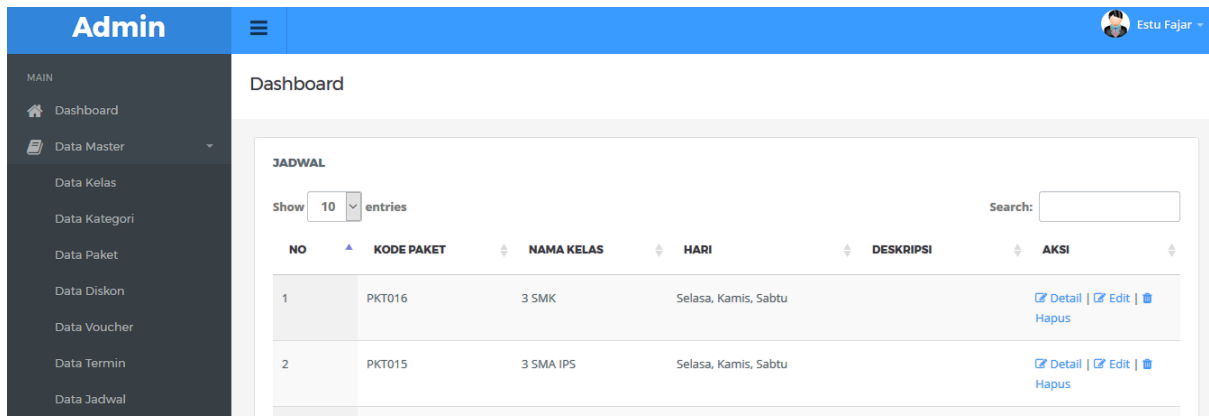 Admin
Estu Fajar
MAIN
Dashboard
Data Master
Data Kelas
Data Kategori
Data Paket
Data Diskon
Data Voucher
Data Termin
Data Jadwal
Dashboard
JADWAL
Show 10 entries Search:
NO KODE PAKET NAMA KELAS HARI DESKRIPSI AKSI
1 PKT016 3 SMK Selasa, Kamis, Sabtu Detail | Edit |
Hapus
2 PKT015 3 SMA IPS Selasa, Kamis, Sabtu Detail | Edit |
Hapus